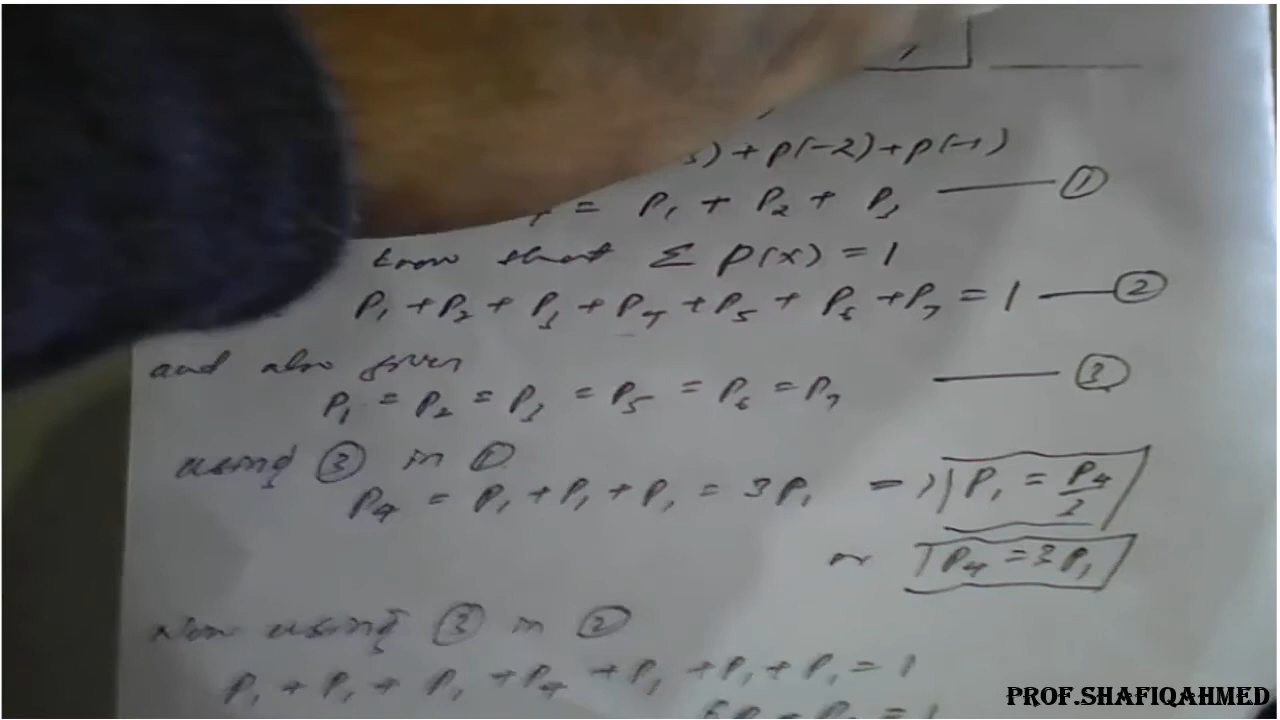 ) + P(-2) + P(-1)
= P₁ + P₂ + P₃ —— ①
know that Σ P(x) = 1
P₁ + P₂ + P₃ + P₄ + P₅ + P₆ + P₇ = 1 —— ②
and also given
P₁ = P₂ = P₃ = P₅ = P₆ = P₇ —— ③
using ③ in ①
P₄ = P₁ + P₁ + P₁ = 3P₁ => P₁ = P₄/3
or P₄ = 3P₁
Now using ③ in ②
P₁ + P₁ + P₁ + P₄ + P₁ + P₁ + P₁ = 1
= 1
PROF.SHAFIQAHMED